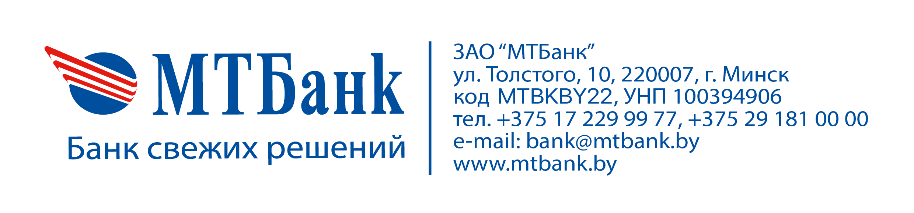 МТБанк
Банк свежих решений
ЗАО “МТБанк”
ул. Толстого, 10, 220007, г. Минск
код MTBKBY22, УНП 100394906
тел. +375 17 229 99 77, +375 29 181 00 00
e-mail: bank@mtbank.by
www.mtbank.by